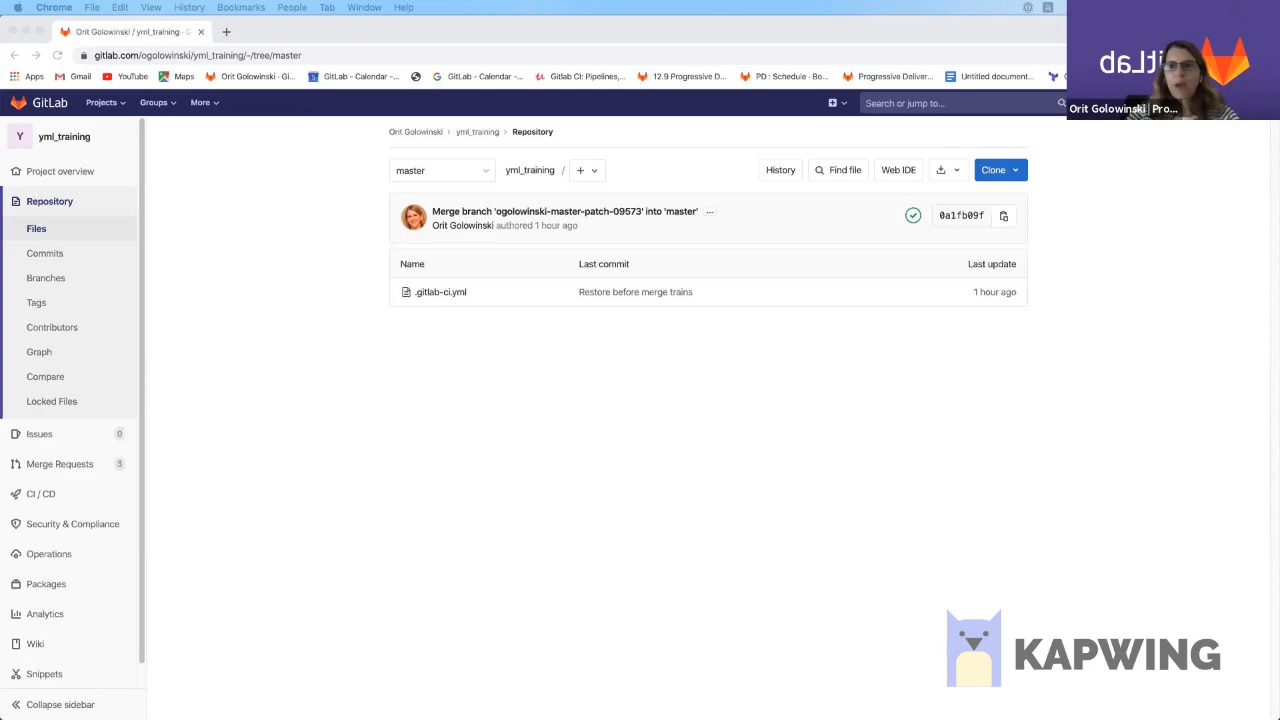 Chrome File Edit View History Bookmarks People Tab Window Help
Orit Golowinski / yml_training · G
gitlab.com/ogolowinski/yml_training/-/tree/master
Apps Gmail YouTube Maps Orit Golowinski · Gi... GitLab - Calendar -... GitLab - Calendar -... Gitlab CI: Pipelines,... 12.9 Progressive D... PD : Schedule · Bo... Progressive Deliver... Untitled document...
GitLab Projects Groups More Search or jump to...
GitLab
Orit Golowinski | Pro...
Y yml_training
Project overview
Repository
Files
Commits
Branches
Tags
Contributors
Graph
Compare
Locked Files
Issues 0
Merge Requests 3
CI / CD
Security & Compliance
Operations
Packages
Analytics
Wiki
Snippets
Collapse sidebar
Orit Golowinski › yml_training › Repository
master yml_training / + History Find file Web IDE Clone
Merge branch 'ogolowinski-master-patch-09573' into 'master' ...
Orit Golowinski authored 1 hour ago
0a1fb09f
Name Last commit Last update
.gitlab-ci.yml Restore before merge trains 1 hour ago
KAPWING